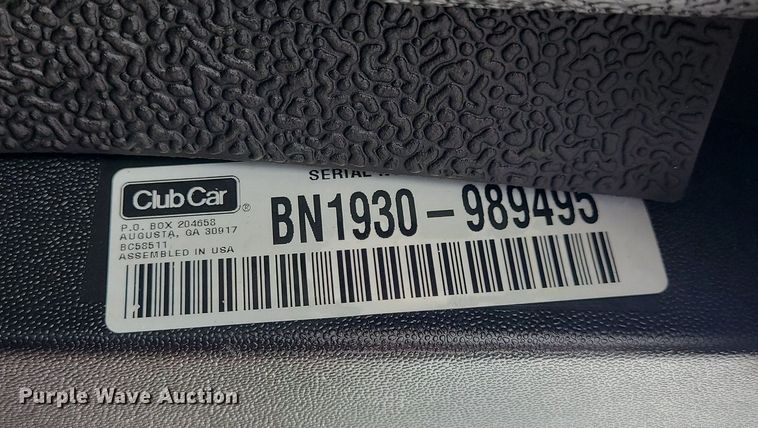 SERIAL
Club Car ®
BN1930-989495
P.O. BOX 204658
AUGUSTA, GA 30917
BC58511
ASSEMBLED IN USA
Purple Wave Auction